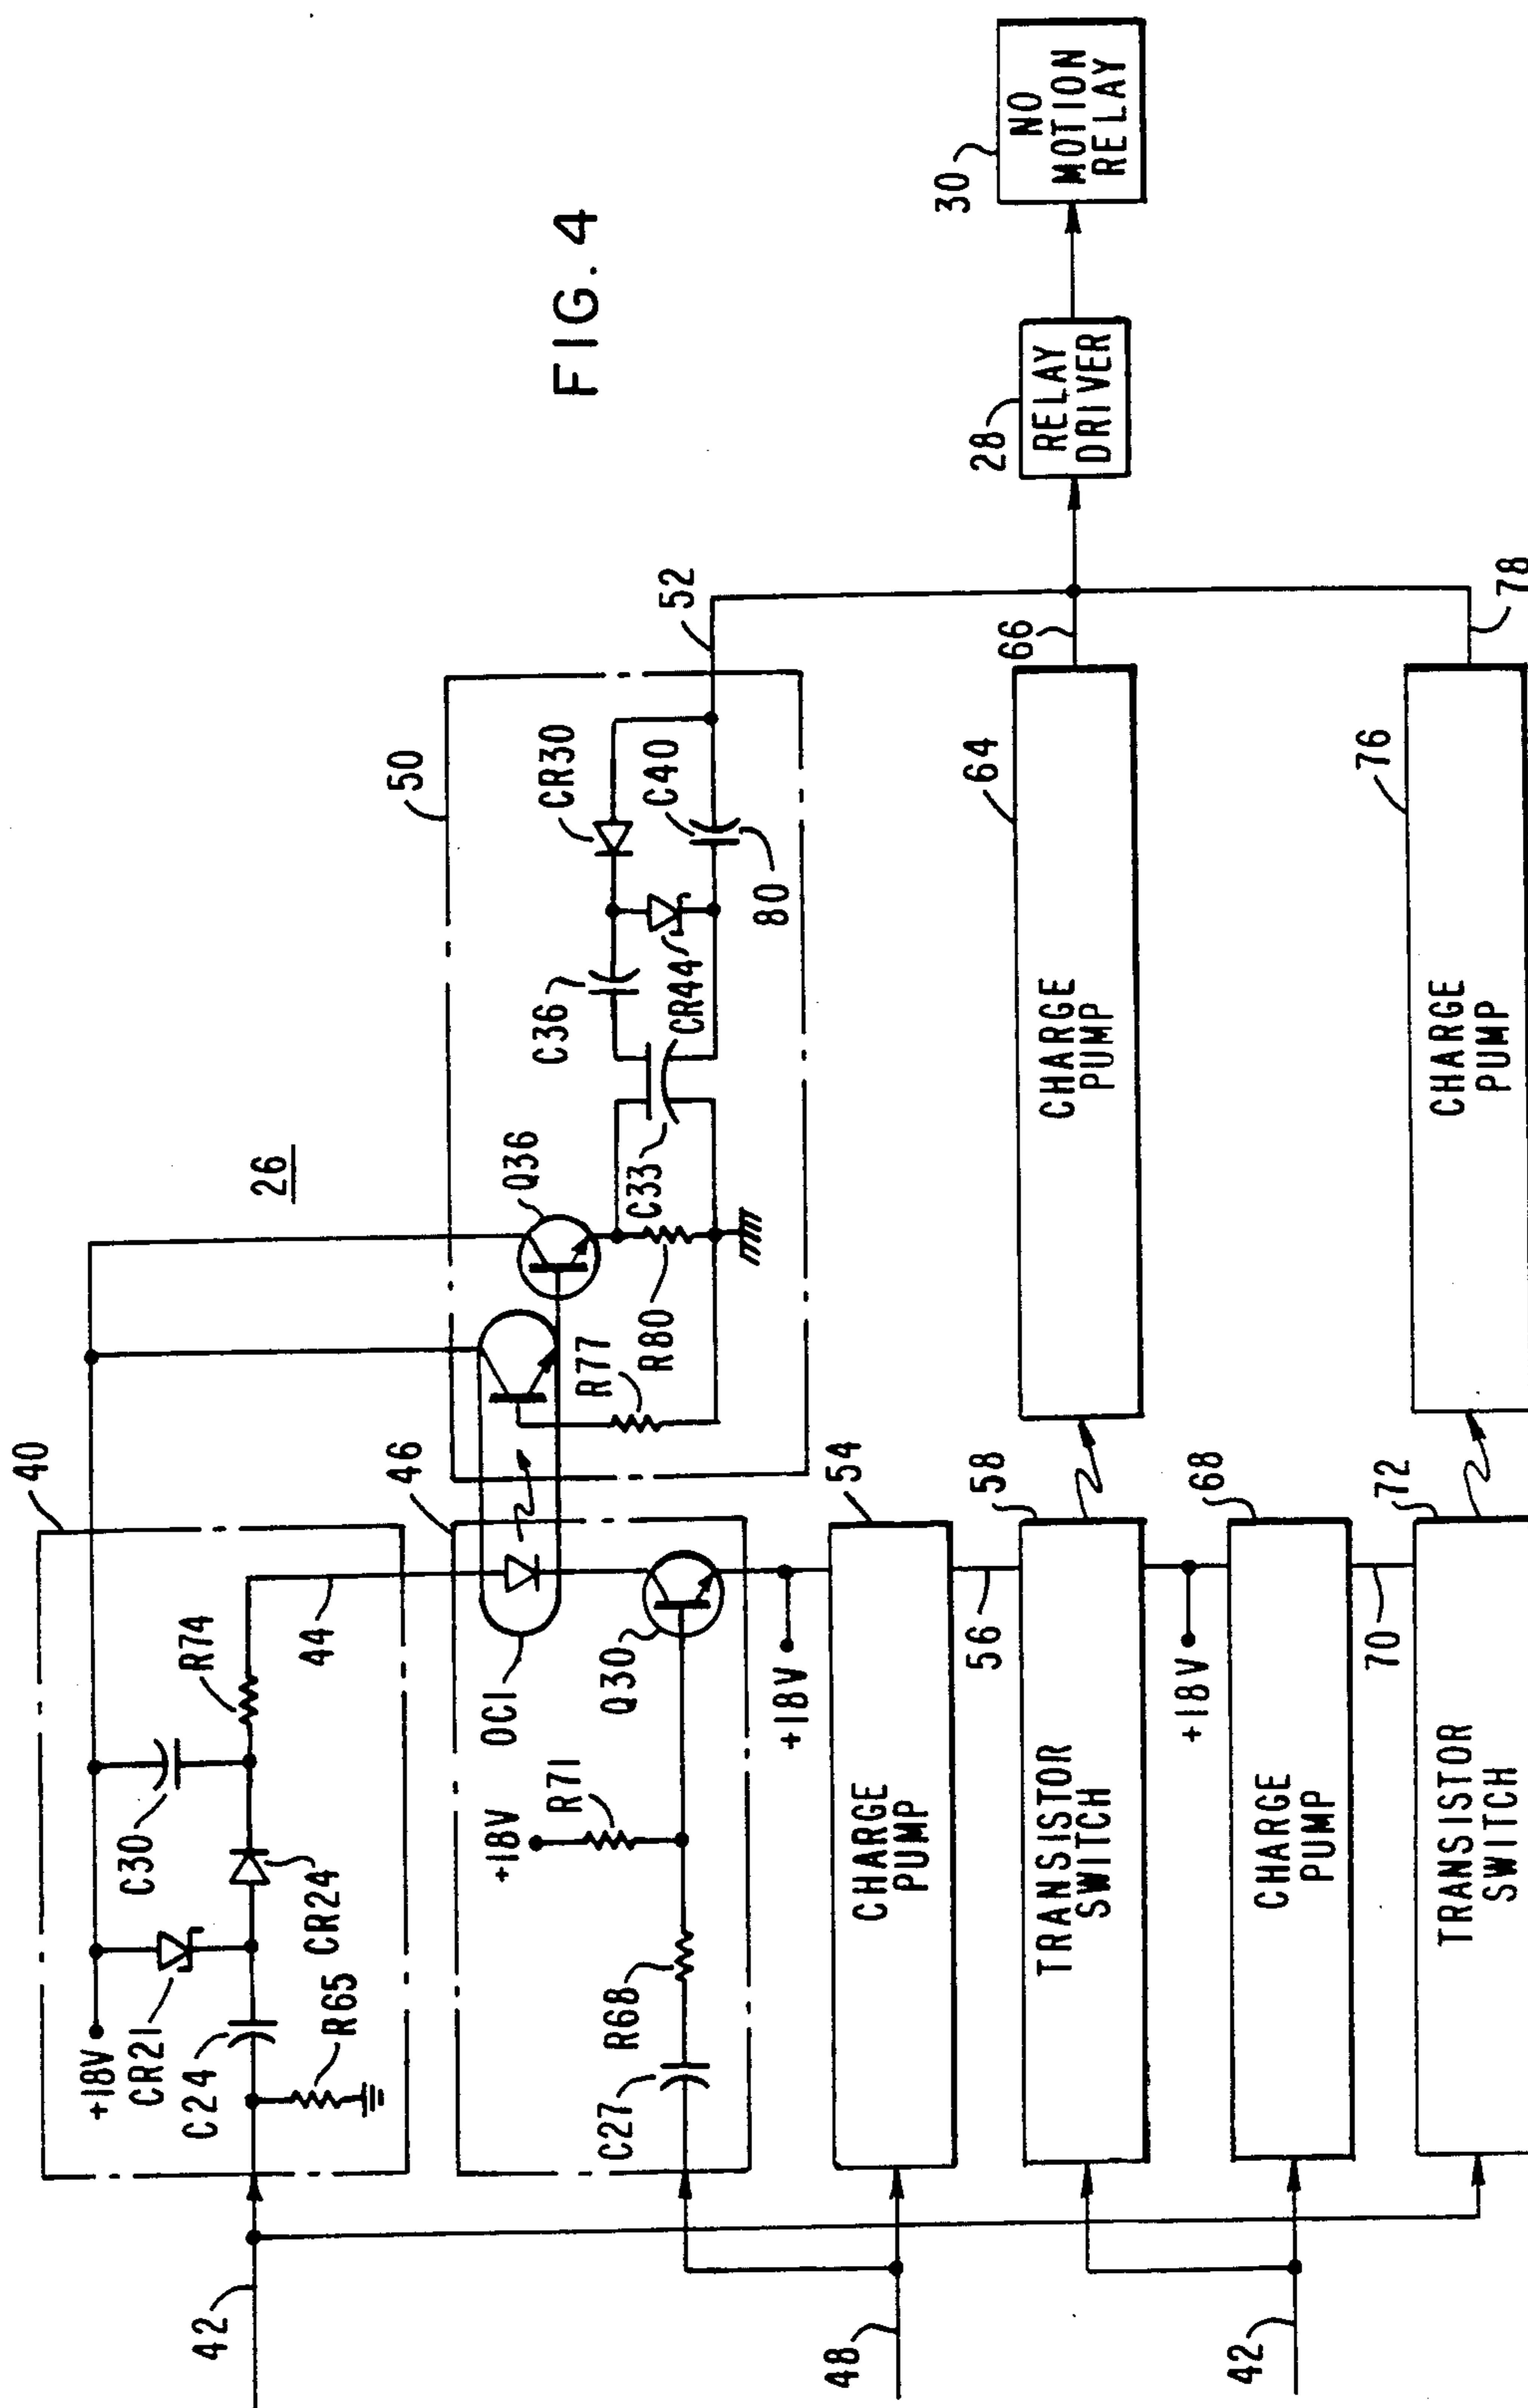 FIG. 4
26
40
+18V
CR21
C30
R74
C24
CR24
R65
44
42
46
OC1
+18V
R71
Q30
C27
R68
50
Q36
R77
R80
C33
C36
CR44
CR30
C40
80
52
+18V
48
54
CHARGE
PUMP
56
58
TRANSISTOR
SWITCH
64
CHARGE
PUMP
66
28
RELAY
DRIVER
30
NO
MOTION
RELAY
+18V
42
68
CHARGE
PUMP
70
72
TRANSISTOR
SWITCH
76
CHARGE
PUMP
78